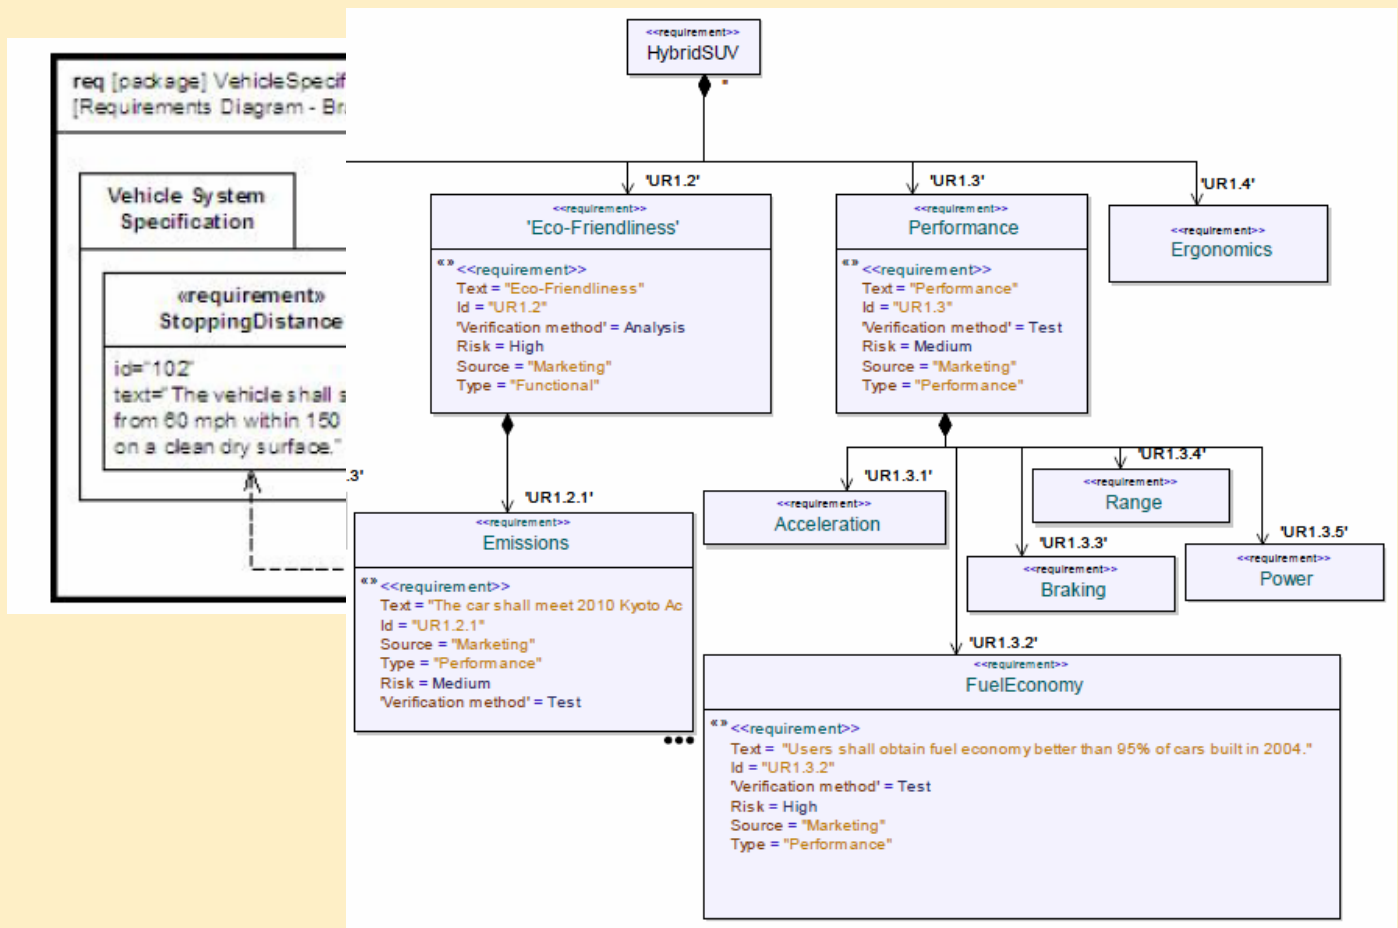 req [package] VehicleSpecif
[Requirements Diagram - Bra
Vehicle System
Specification
«requirement»
StoppingDistance
id="102"
text="The vehicle shall s
from 60 mph within 150
on a clean dry surface."
.3'
<<requirement>>
HybridSUV
'UR1.2'
<<requirement>>
'Eco-Friendliness'
«» <<requirement>>
Text = "Eco-Friendliness"
Id = "UR1.2"
'Verification method' = Analysis
Risk = High
Source = "Marketing"
Type = "Functional"
'UR1.3'
<<requirement>>
Performance
«» <<requirement>>
Text = "Performance"
Id = "UR1.3"
'Verification method' = Test
Risk = Medium
Source = "Marketing"
Type = "Performance"
'UR1.4'
<<requirement>>
Ergonomics
'UR1.2.1'
<<requirement>>
Emissions
«» <<requirement>>
Text = "The car shall meet 2010 Kyoto Ac
Id = "UR1.2.1"
Source = "Marketing"
Type = "Performance"
Risk = Medium
'Verification method' = Test
'UR1.3.1'
<<requirement>>
Acceleration
'UR1.3.4'
<<requirement>>
Range
'UR1.3.3'
<<requirement>>
Braking
'UR1.3.5'
<<requirement>>
Power
'UR1.3.2'
<<requirement>>
FuelEconomy
«» <<requirement>>
Text = "Users shall obtain fuel economy better than 95% of cars built in 2004."
Id = "UR1.3.2"
'Verification method' = Test
Risk = High
Source = "Marketing"
Type = "Performance"